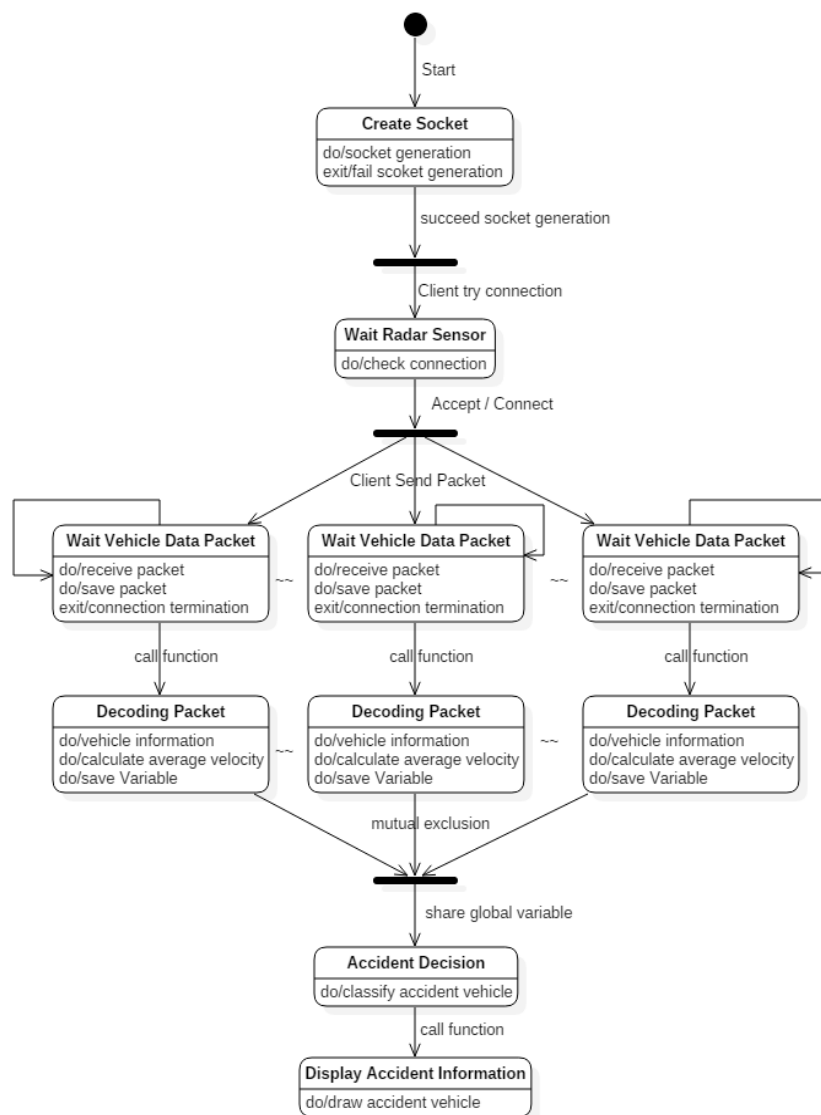 Start
Create Socket
do/socket generation
exit/fail scoket generation
succeed socket generation
Client try connection
Wait Radar Sensor
do/check connection
Accept / Connect
Client Send Packet
Wait Vehicle Data Packet
do/receive packet
do/save packet
exit/connection termination
~~
Wait Vehicle Data Packet
do/receive packet
do/save packet
exit/connection termination
~~
Wait Vehicle Data Packet
do/receive packet
do/save packet
exit/connection termination
call function
call function
call function
Decoding Packet
do/vehicle information
do/calculate average velocity
do/save Variable
~~
Decoding Packet
do/vehicle information
do/calculate average velocity
do/save Variable
~~
Decoding Packet
do/vehicle information
do/calculate average velocity
do/save Variable
mutual exclusion
share global variable
Accident Decision
do/classify accident vehicle
call function
Display Accident Information
do/draw accident vehicle